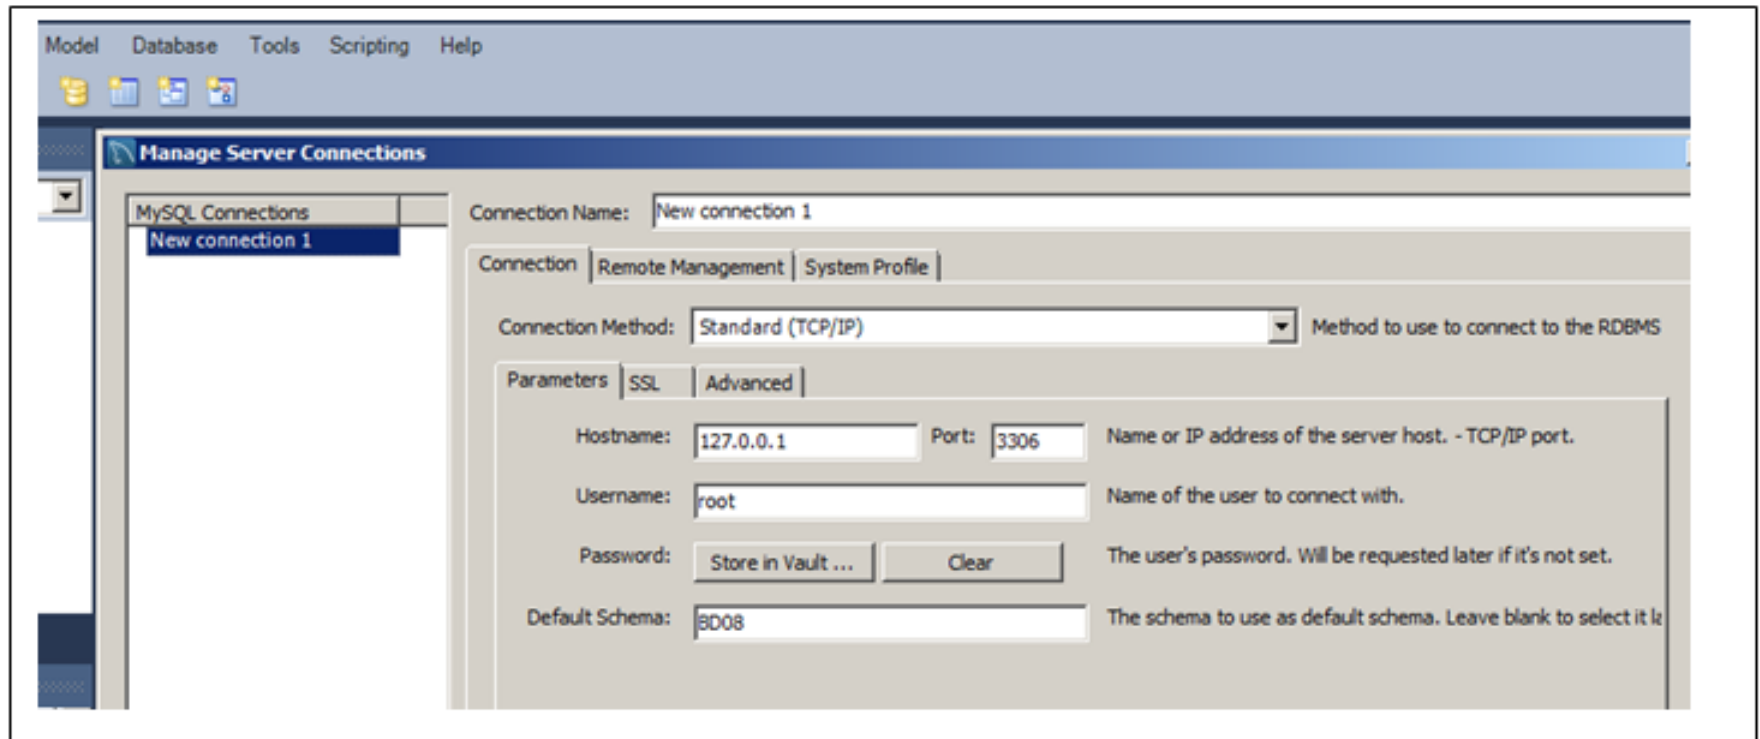 Model Database Tools Scripting Help
Manage Server Connections
MySQL Connections
New connection 1
Connection Name: New connection 1
Connection Remote Management System Profile
Connection Method: Standard (TCP/IP) Method to use to connect to the RDBMS
Parameters SSL Advanced
Hostname: 127.0.0.1 Port: 3306 Name or IP address of the server host. - TCP/IP port.
Username: root Name of the user to connect with.
Password: Store in Vault ... Clear The user's password. Will be requested later if it's not set.
Default Schema: BD08 The schema to use as default schema. Leave blank to select it